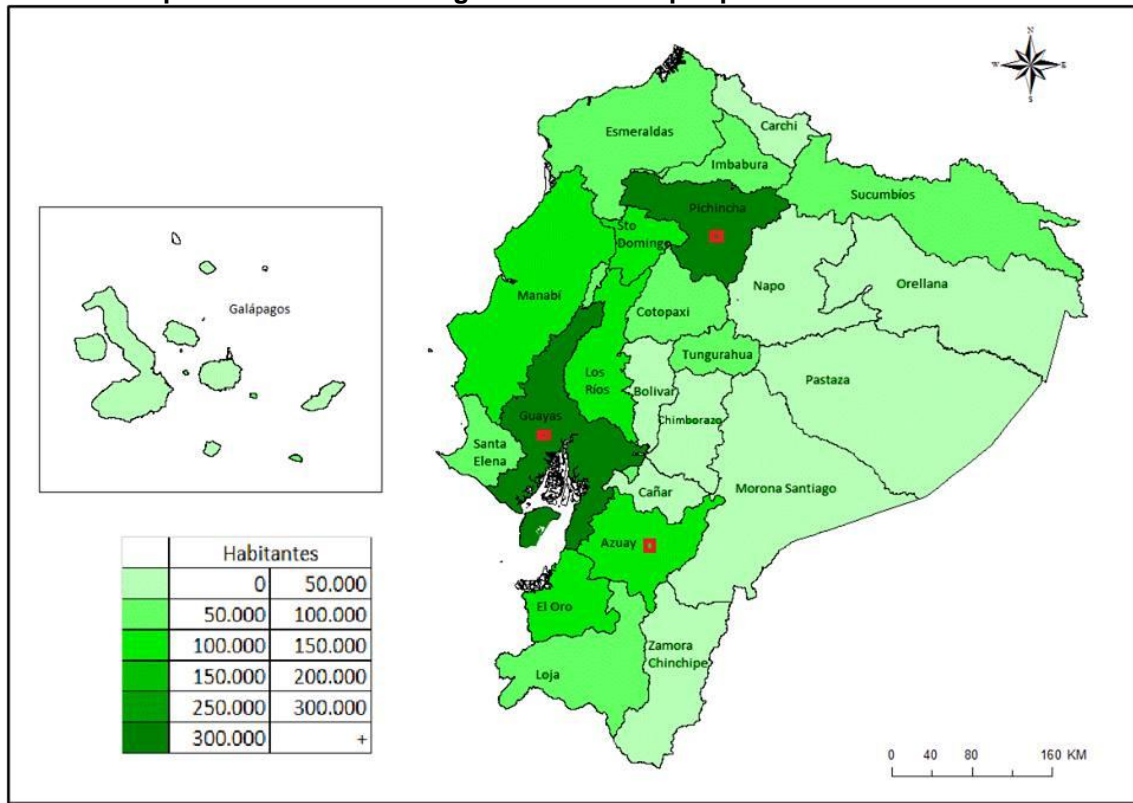 N
W E
S
Carchi
Esmeraldas
Imbabura
Sucumbíos
Pichincha
Sto
Domingo
Orellana
Napo
Manabí
Galápagos
Cotopaxi
Tungurahua
Pastaza
Los
Ríos
Bolivar
Guayas
Chimborazo
Santa
Elena
Cañar
Morona Santiago
Azuay
Habitantes
0 50.000
50.000 100.000
100.000 150.000
150.000 200.000
250.000 300.000
300.000 +
El Oro
Zamora
Chinchipe
Loja
0 40 80 160 KM